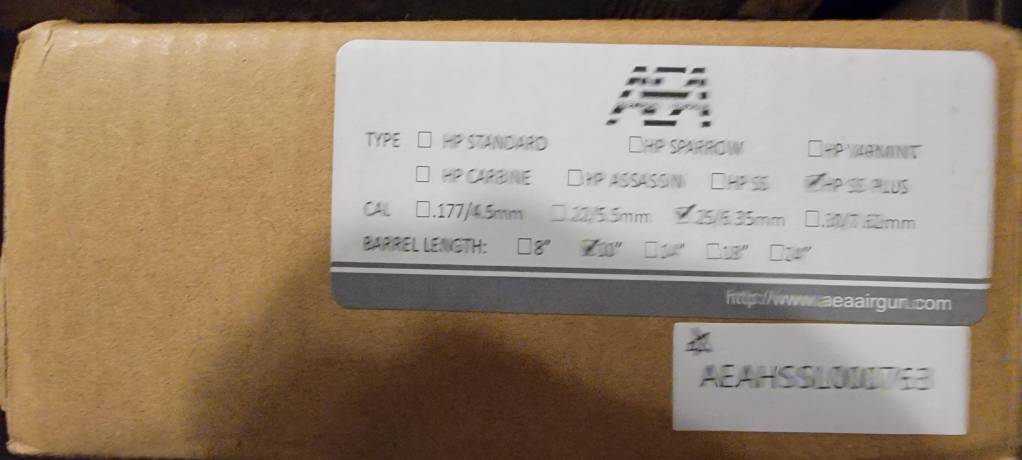 AEA
TYPE ☐ HP STANDARD ☐ HP SPARROW ☐ HP VARMINT
☐ HP CARBINE ☐ HP ASSASSIN ☐ HP SS ☑ HP SS PLUS
CAL ☐ .177/4.5mm ☐ .22/5.5mm ☑ .25/6.35mm ☐ .30/7.62mm
BARREL LENGTH: ☐ 8" ☑ 10" ☐ 14" ☐ 18" ☐ 24"
http://www.aeaairgun.com